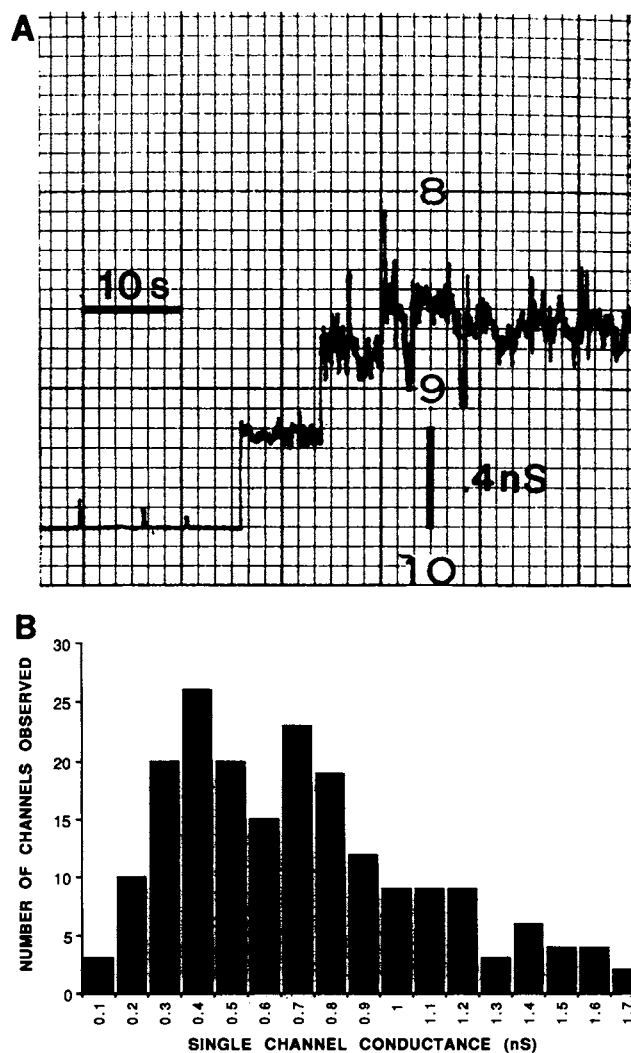 A
8
10 s
9
.4nS
10
B
30
25
20
15
10
5
0
NUMBER OF CHANNELS OBSERVED
0.1 0.2 0.3 0.4 0.5 0.6 0.7 0.8 0.9 1 1.1 1.2 1.3 1.4 1.5 1.6 1.7
SINGLE CHANNEL CONDUCTANCE (nS)